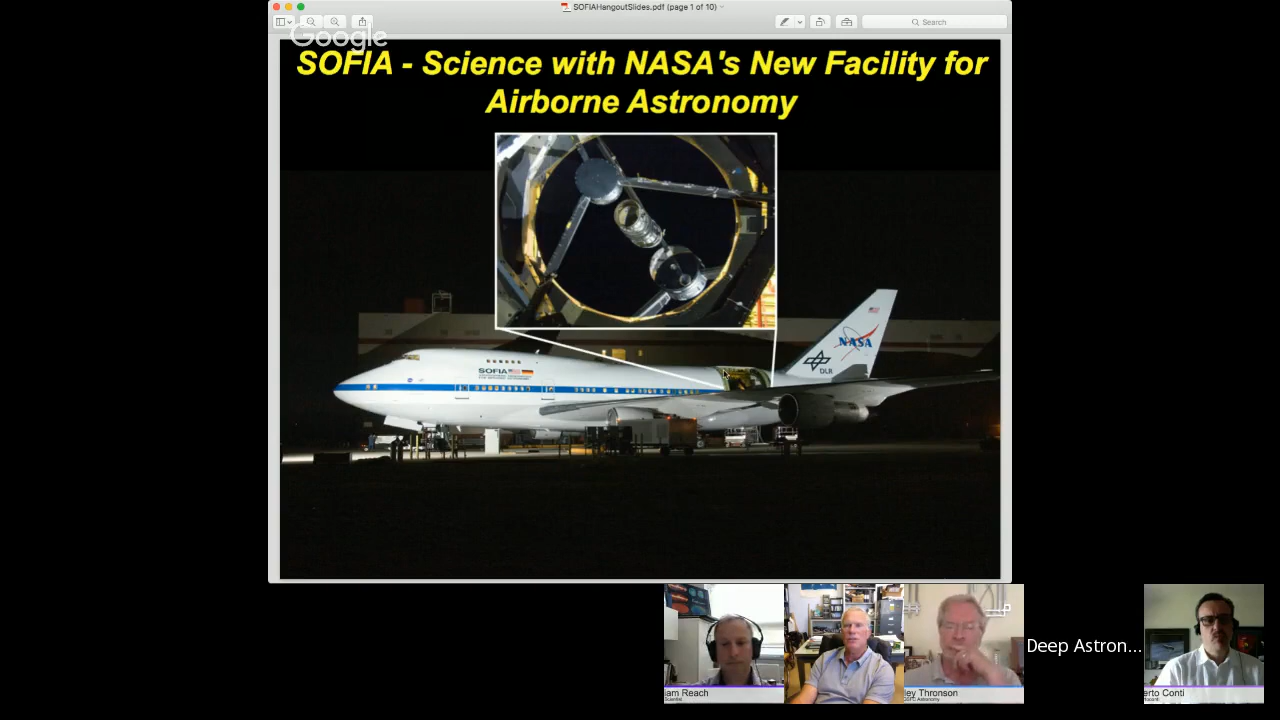 SOFIAHangoutSlides.pdf (page 1 of 10)
Search
Google
SOFIA - Science with NASA's New Facility for
Airborne Astronomy
NASA
DLR
SOFIA
Deep Astron...
iam Reach
ley Thronson
erto Conti